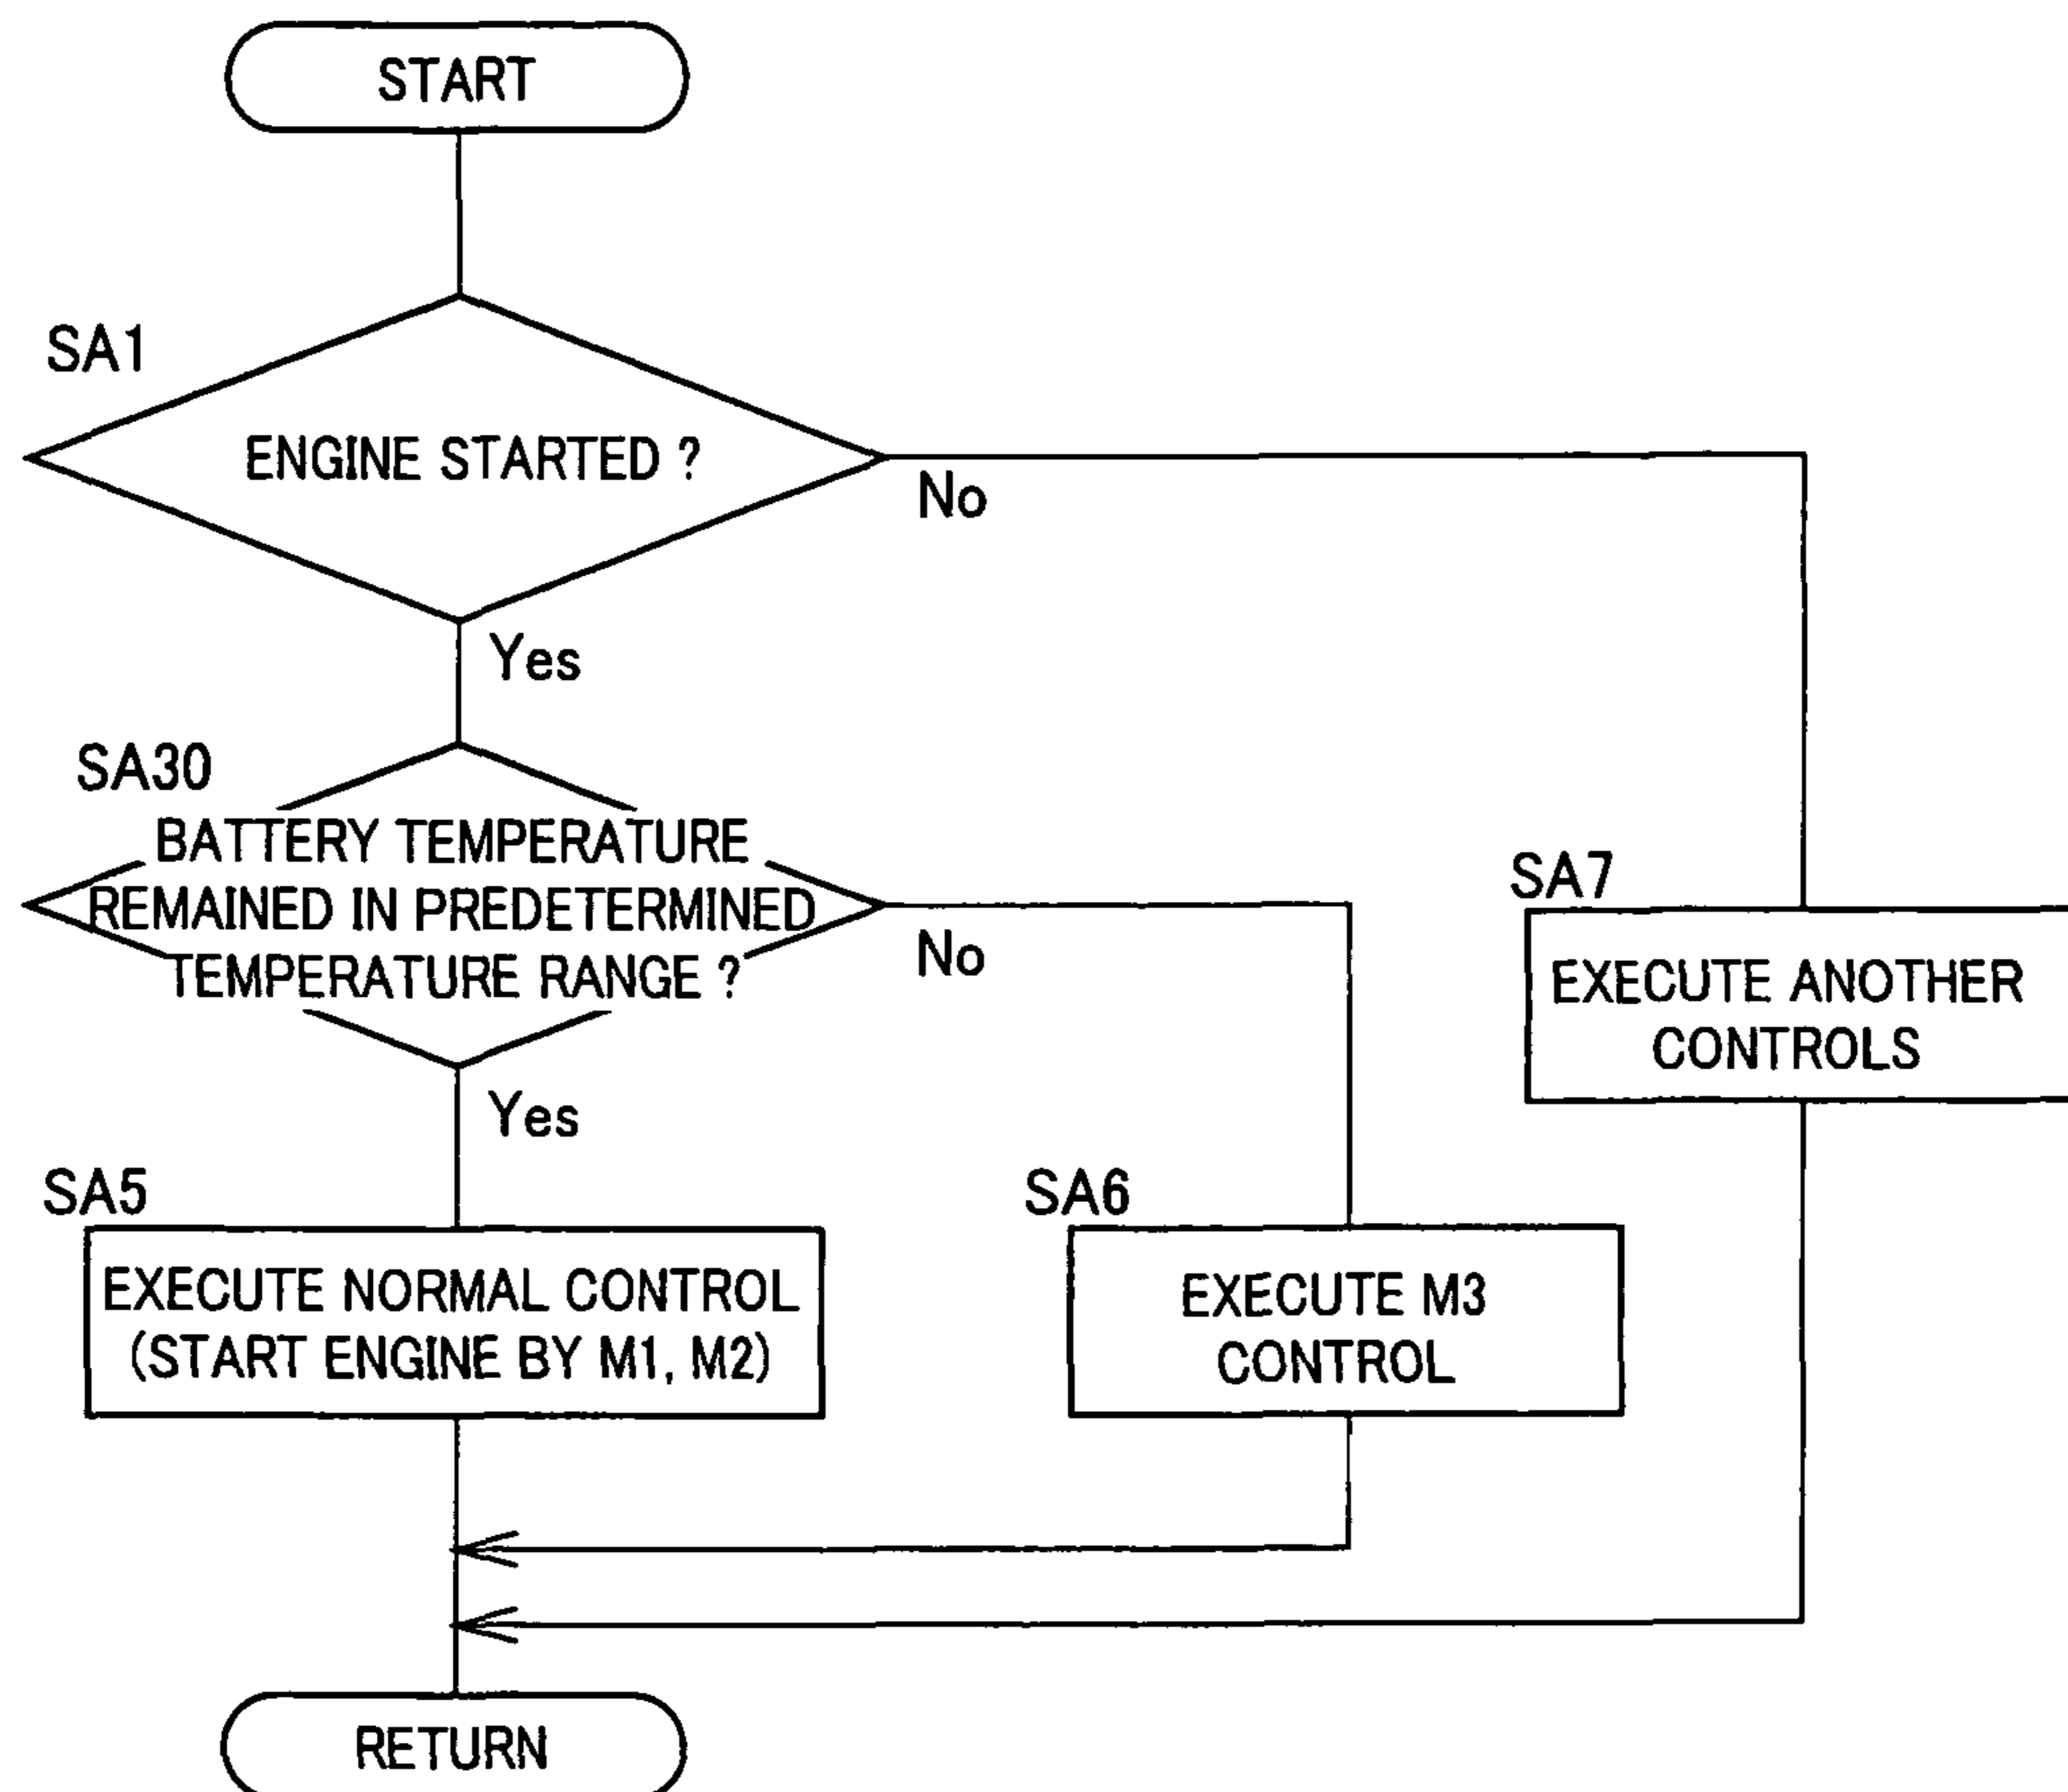 START
SA1
ENGINE STARTED ?
No
Yes
SA30
BATTERY TEMPERATURE
REMAINED IN PREDETERMINED
TEMPERATURE RANGE ?
No
Yes
SA7
EXECUTE ANOTHER
CONTROLS
SA5
EXECUTE NORMAL CONTROL
(START ENGINE BY M1, M2)
SA6
EXECUTE M3
CONTROL
RETURN